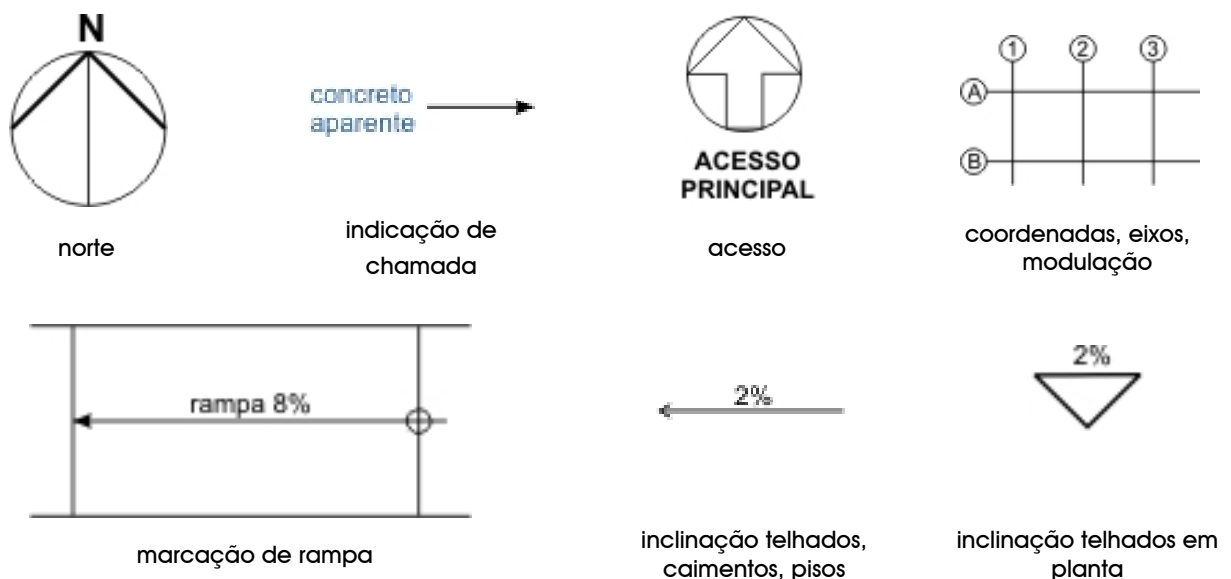 N
norte
concreto
aparente
indicação de
chamada
ACESSO
PRINCIPAL
acesso
1 2 3
A
B
coordenadas, eixos,
modulação
rampa 8%
marcação de rampa
2%
inclinação telhados,
caimentos, pisos
2%
inclinação telhados em
planta